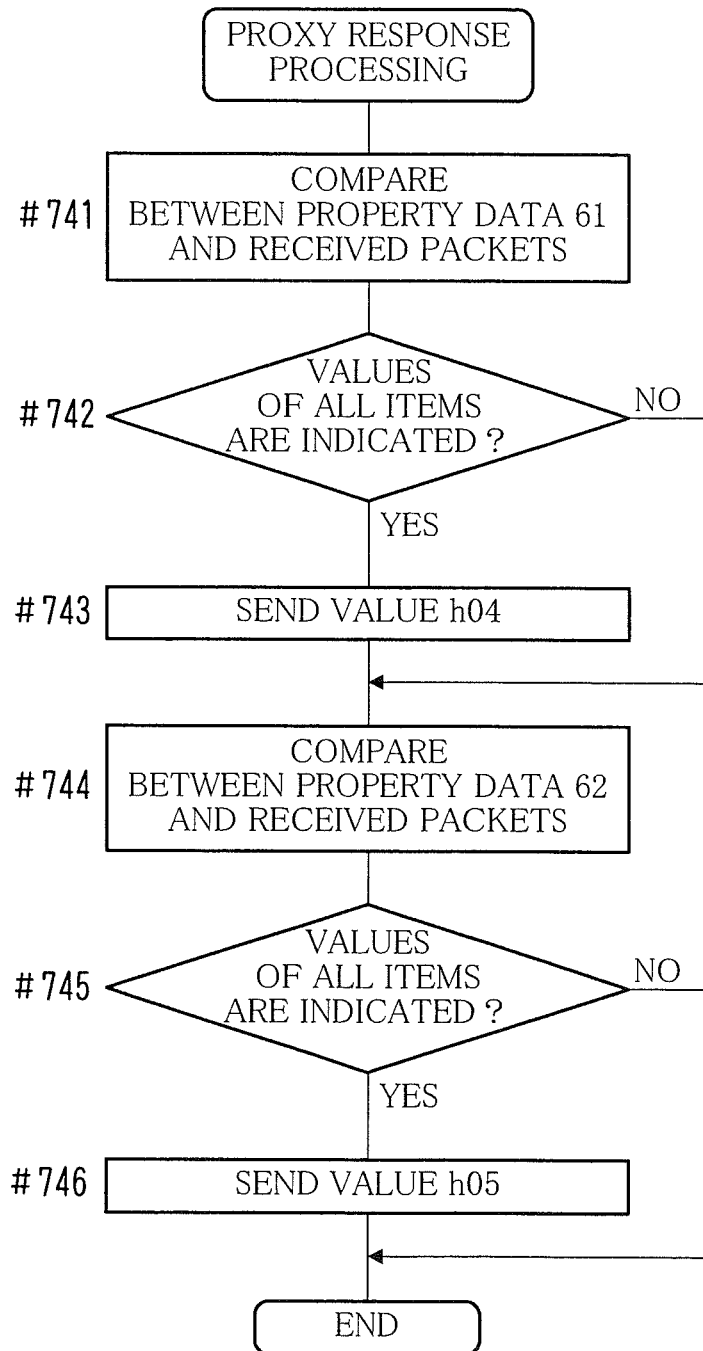 PROXY RESPONSE
PROCESSING
#741
COMPARE
BETWEEN PROPERTY DATA 61
AND RECEIVED PACKETS
#742
VALUES
OF ALL ITEMS
ARE INDICATED ?
NO
YES
#743
SEND VALUE h04
#744
COMPARE
BETWEEN PROPERTY DATA 62
AND RECEIVED PACKETS
#745
VALUES
OF ALL ITEMS
ARE INDICATED ?
NO
YES
#746
SEND VALUE h05
END